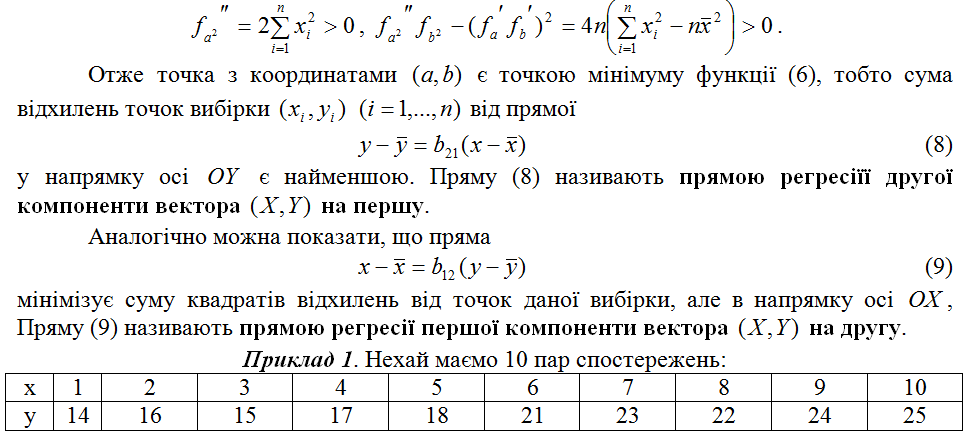 f_{a^2}'' = 2\sum_{i=1}^{n} x_i^2 > 0, f_{a^2}'' f_{b^2}'' − (f_a' f_b')^2 = 4n\left(\sum_{i=1}^{n} x_i^2 − n\bar{x}^2\right) > 0.
Отже точка з координатами (a,b) є точкою мінімуму функції (6), тобто сума
відхилень точок вибірки (x_i, y_i) (i = 1,...,n) від прямої
y − \bar{y} = b_{21}(x − \bar{x}) (8)
у напрямку осі OY є найменшою. Пряму (8) називають прямою регресіїї другої
компоненти вектора (X,Y) на першу.
Аналогічно можна показати, що пряма
x − \bar{x} = b_{12}(y − \bar{y}) (9)
мінімізує суму квадратів відхилень від точок даної вибірки, але в напрямку осі OX,
Пряму (9) називають прямою регресії першої компоненти вектора (X,Y) на другу.
Приклад 1. Нехай маємо 10 пар спостережень:
x 1 2 3 4 5 6 7 8 9 10
y 14 16 15 17 18 21 23 22 24 25